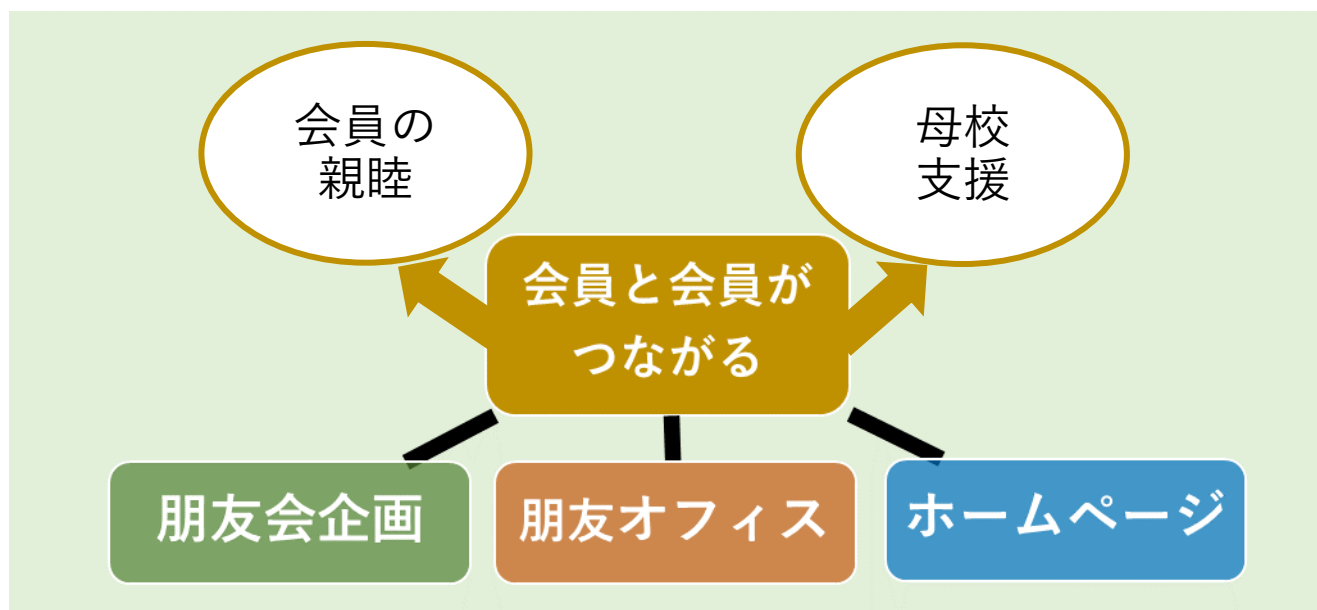 会員の
親睦
母校
支援
会員と会員が
つながる
朋友会企画
朋友オフィス
ホームページ